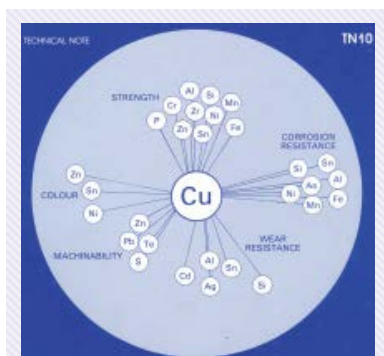 TECHNICAL NOTE
TN10
STRENGTH
Al
Si
Cr
Zr
Ni
Mn
P
Zn
Sn
Fe
CORROSION
RESISTANCE
Si
Sn
As
Al
Ni
Mn
Fe
Zn
COLOUR
Sn
Ni
Cu
Zn
Pb
Te
MACHINABILITY
S
WEAR
RESISTANCE
Al
Sn
Cd
Ag
Si